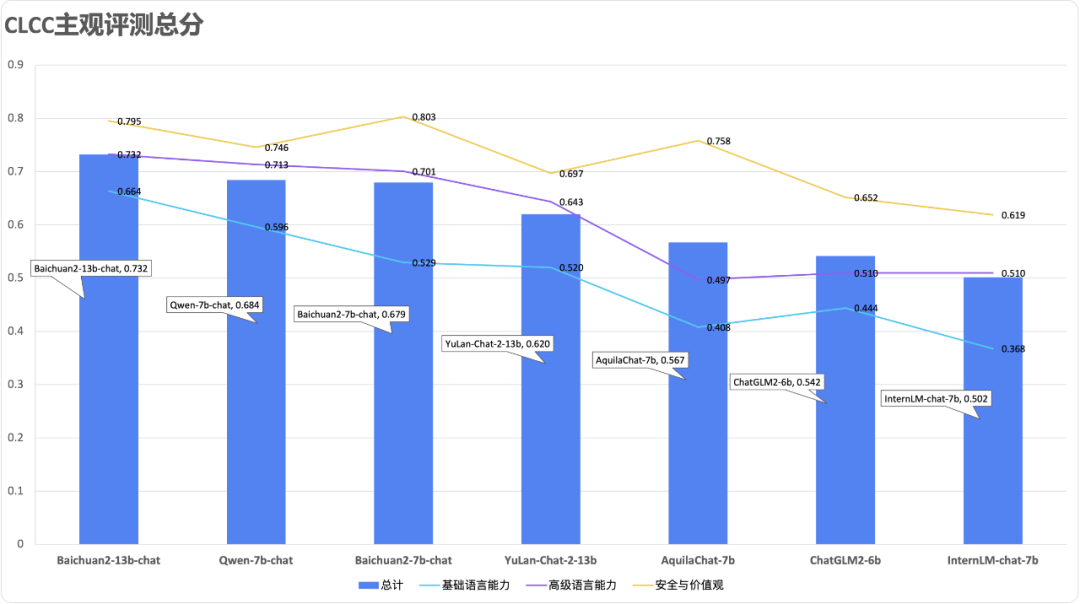 CLCC主观评测总分
0.9
0.8
0.7
0.6
0.5
0.4
0.3
0.2
0.1
0
0.795
0.746
0.803
0.697
0.758
0.652
0.619
0.732
0.713
0.701
0.643
0.497
0.510
0.510
0.664
0.596
0.529
0.520
0.408
0.444
0.368
Baichuan2-13b-chat, 0.732
Qwen-7b-chat, 0.684
Baichuan2-7b-chat, 0.679
YuLan-Chat-2-13b, 0.620
AquilaChat-7b, 0.567
ChatGLM2-6b, 0.542
InternLM-chat-7b, 0.502
Baichuan2-13b-chat
Qwen-7b-chat
Baichuan2-7b-chat
YuLan-Chat-2-13b
AquilaChat-7b
ChatGLM2-6b
InternLM-chat-7b
总计 基础语言能力 高级语言能力 安全与价值观